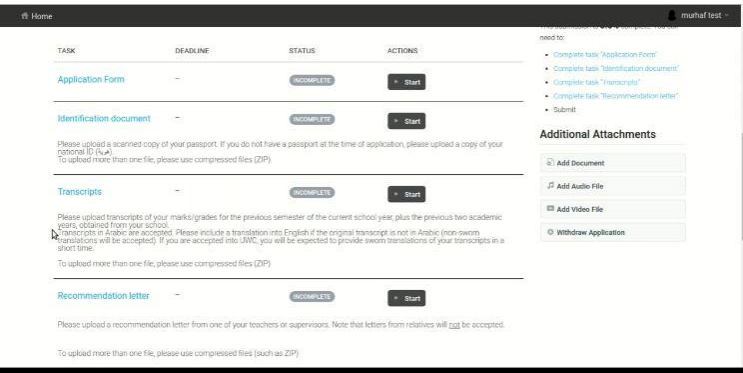 Home
murhaf test
need to:
Complete task "Application Form"
Complete task "Identification document"
Complete task "Transcripts"
Complete task "Recommendation letter"
Submit
TASK DEADLINE STATUS ACTIONS
Application Form – INCOMPLETE Start
Identification document – INCOMPLETE Start
Please upload a scanned copy of your passport. If you do not have a passport at the time of application, please upload a copy of your
national ID (هوية)
To upload more than one file, please use compressed files (ZIP)
Transcripts – INCOMPLETE Start
Please upload transcripts of your marks/grades for the previous semester of the current school year, plus the previous two academic
years, obtained from your school.
Transcripts in Arabic are accepted. Please include a translation into English if the original transcript is not in Arabic (non-sworn
translations will be accepted). If you are accepted into UWC, you will be expected to provide sworn translations of your transcripts in a
short time.
To upload more than one file, please use compressed files (ZIP)
Recommendation letter – INCOMPLETE Start
Please upload a recommendation letter from one of your teachers or supervisors. Note that letters from relatives will not be accepted.
To upload more than one file, please use compressed files (such as ZIP)
Additional Attachments
Add Document
Add Audio File
Add Video File
Withdraw Application